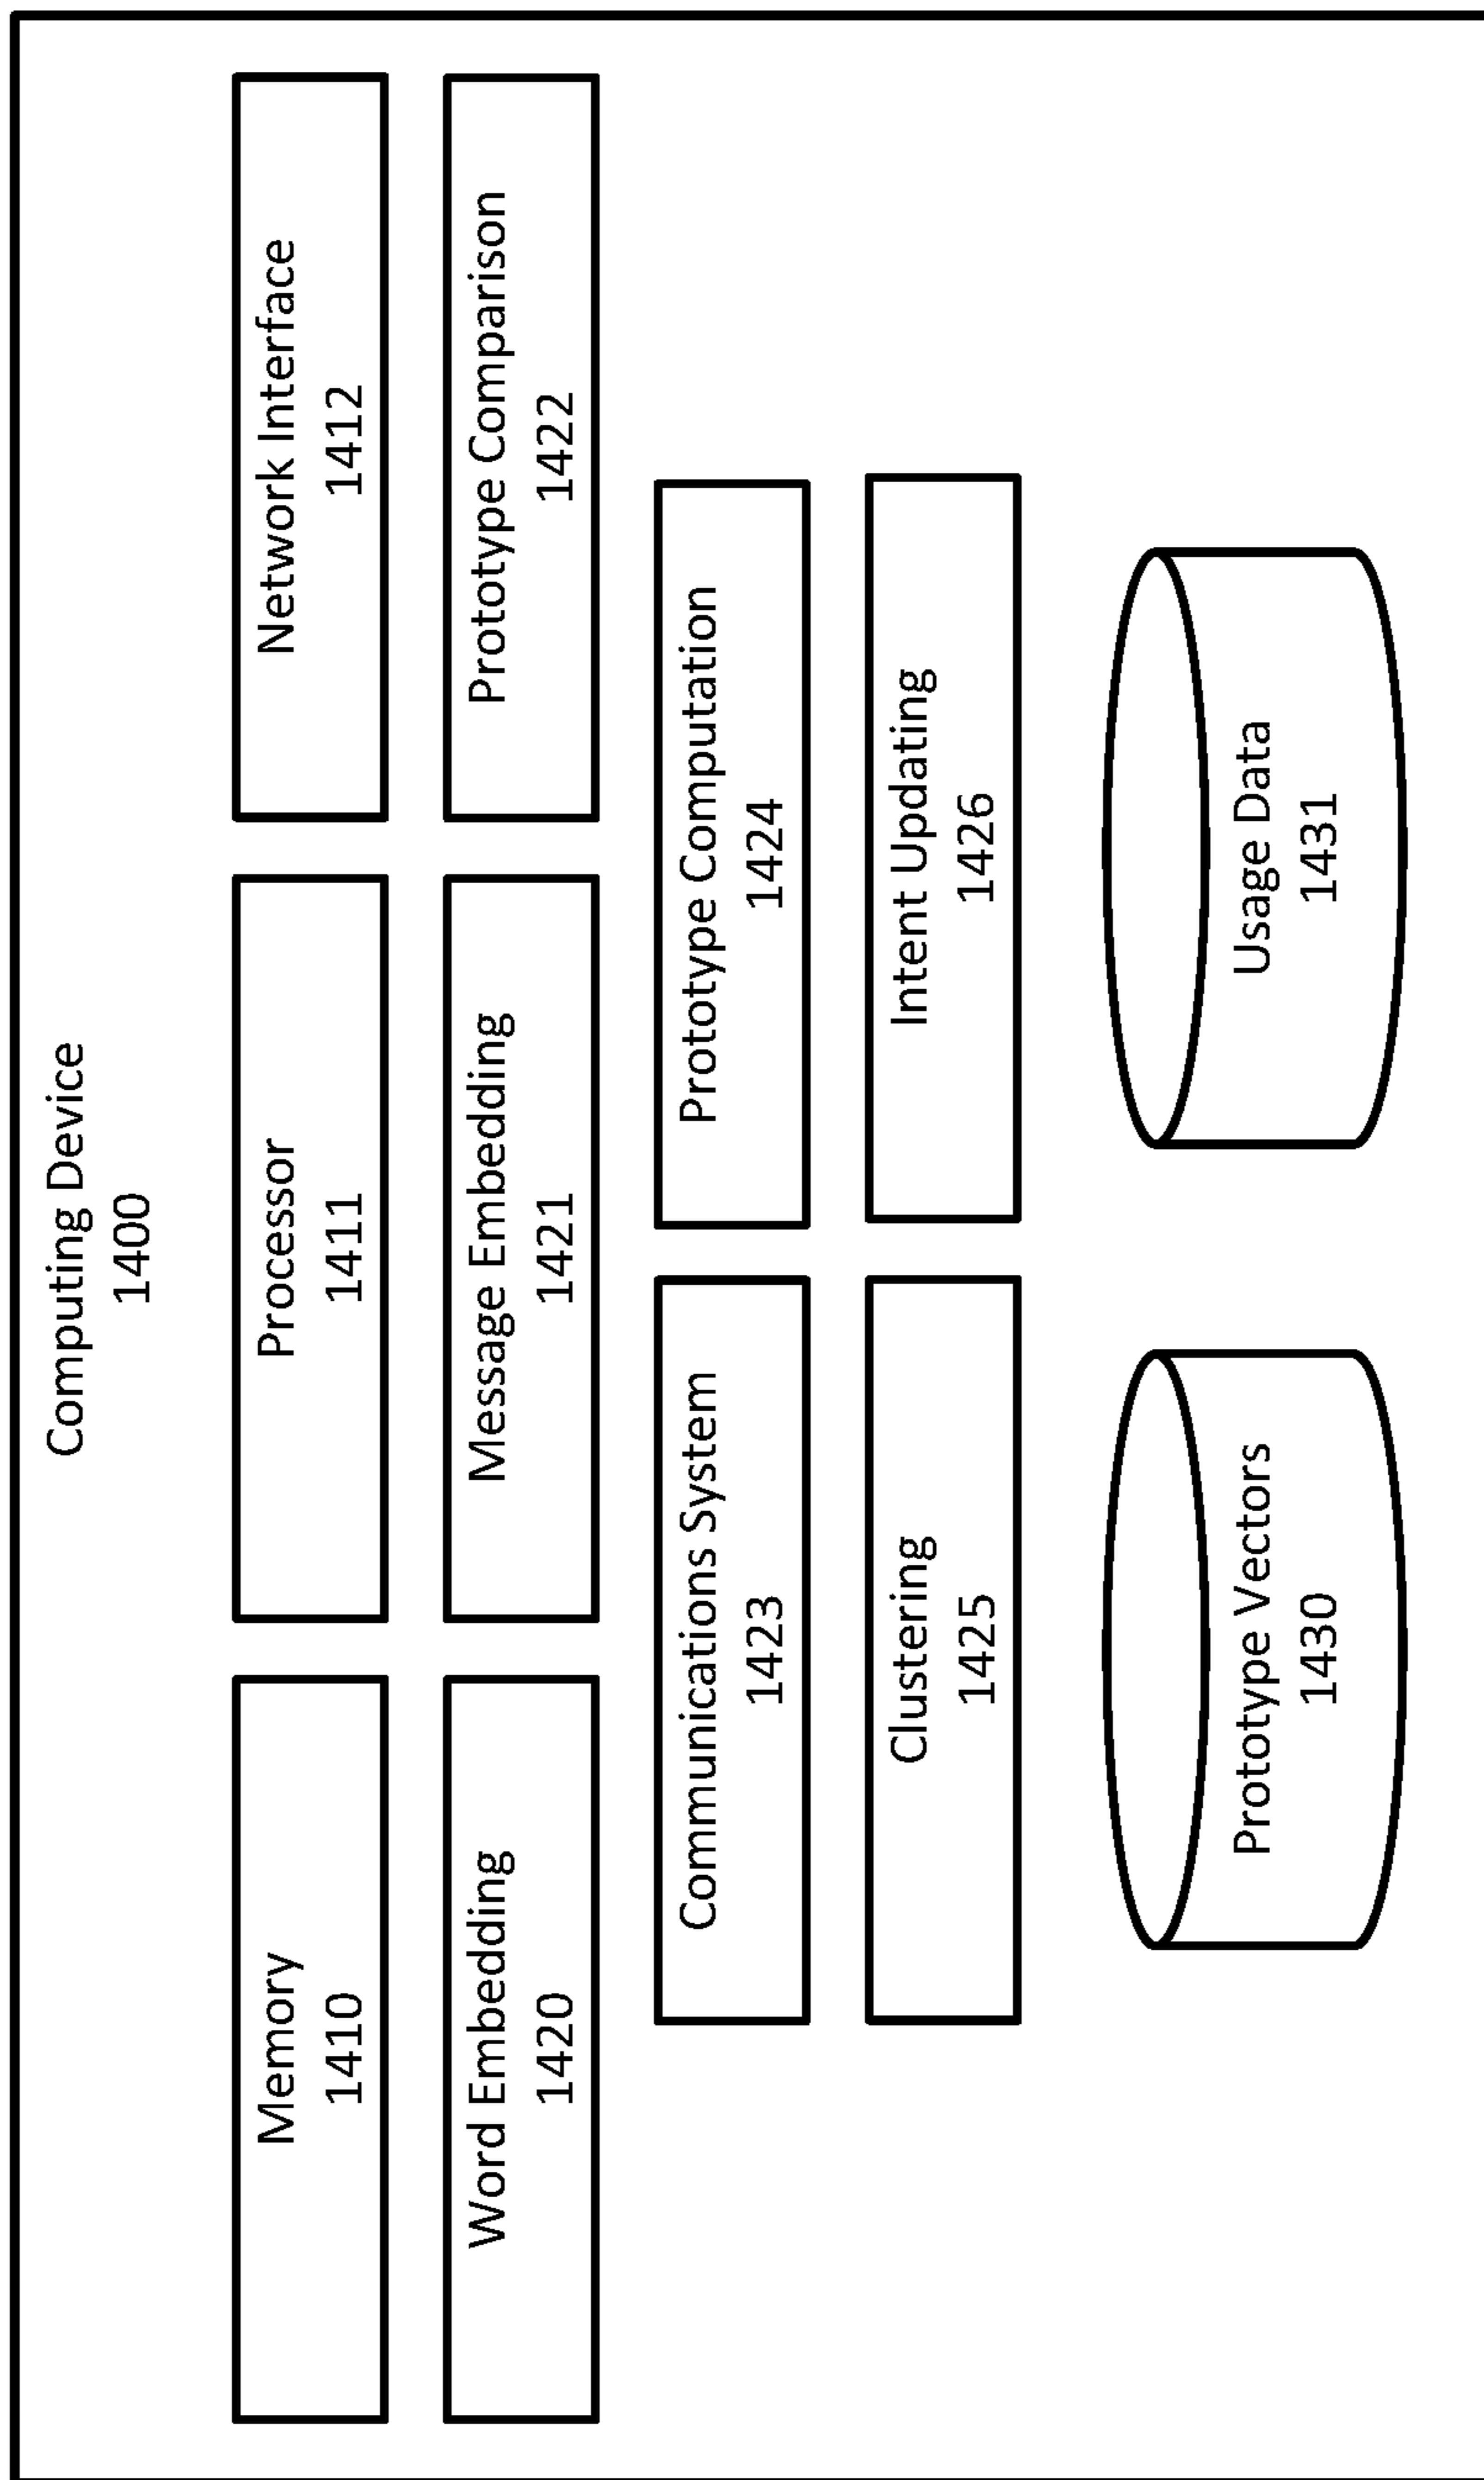 Computing Device
1400
Memory
1410
Processor
1411
Network Interface
1412
Word Embedding
1420
Message Embedding
1421
Prototype Comparison
1422
Communications System
1423
Prototype Computation
1424
Clustering
1425
Intent Updating
1426
Prototype Vectors
1430
Usage Data
1431